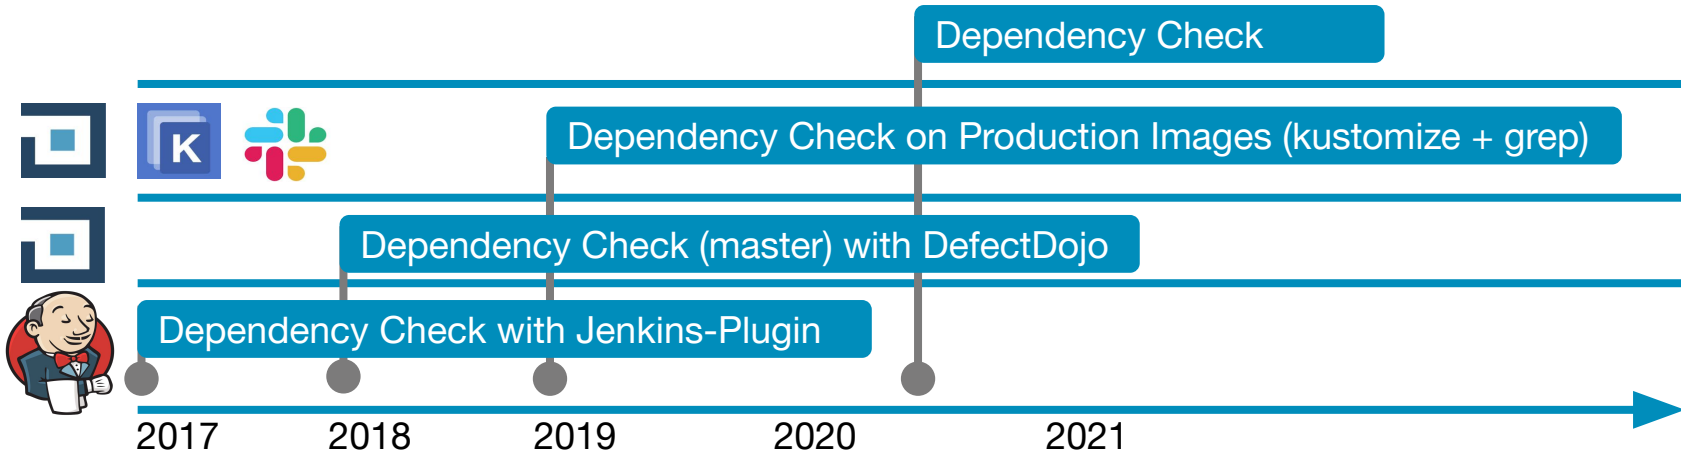 Dependency Check
K
Dependency Check on Production Images (kustomize + grep)
Dependency Check (master) with DefectDojo
Dependency Check with Jenkins-Plugin
2017
2018
2019
2020
2021